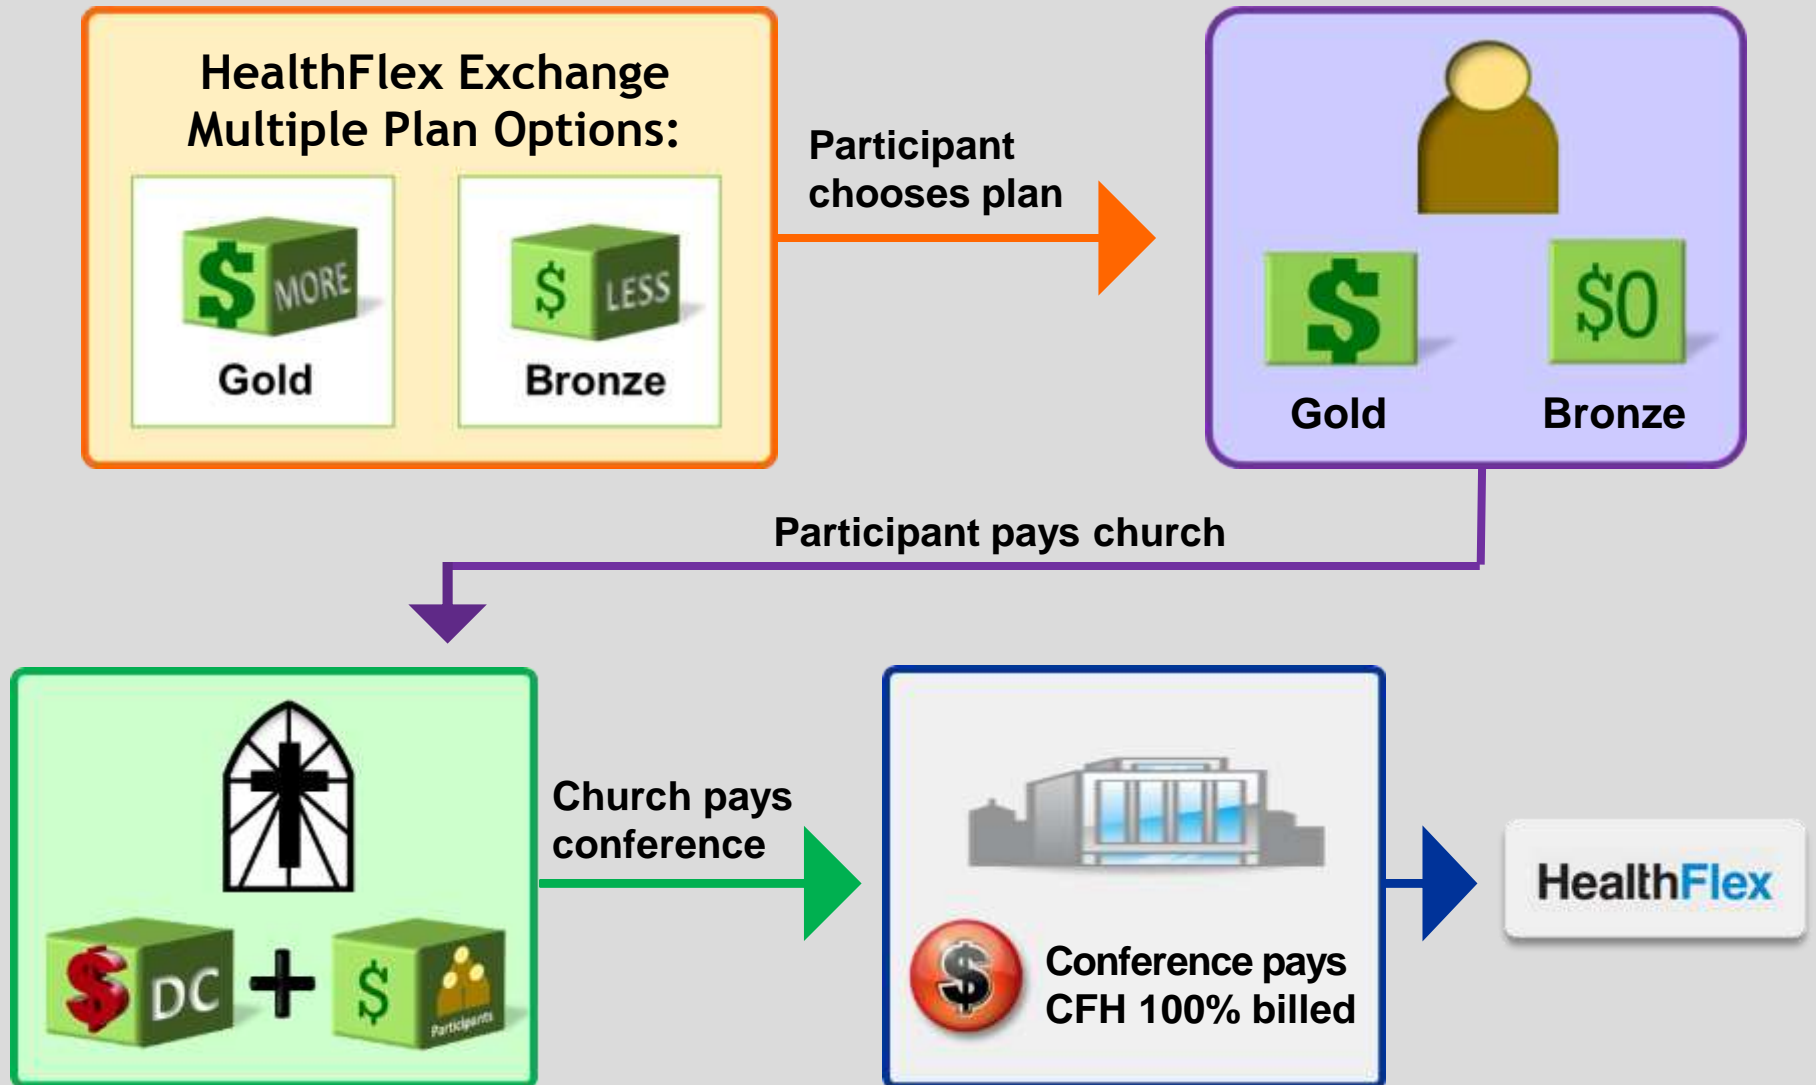 HealthFlex Exchange
Multiple Plan Options:
$ MORE
Gold
$ LESS
Bronze
Participant
chooses plan
$
Gold
$0
Bronze
Participant pays church
$ DC + $ Participants
Church pays
conference
$
Conference pays
CFH 100% billed
HealthFlex